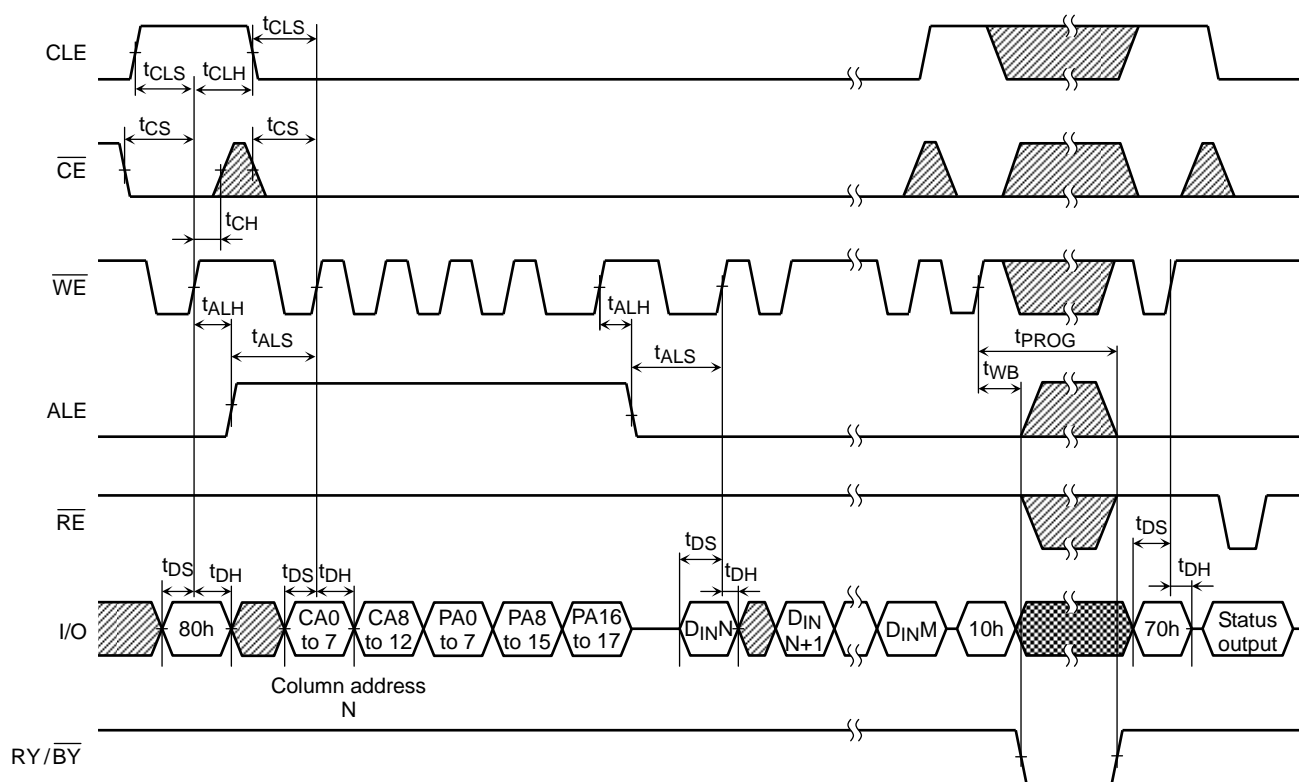 CLE
tCLS
tCLS
tCLH
CE
tCS
tCS
tCH
WE
tALH
tALH
tALS
tALS
tPROG
tWB
ALE
RE
tDS
tDH
tDS
tDH
tDS
tDH
tDS
tDH
I/O
80h
CA0
to 7
CA8
to 12
PA0
to 7
PA8
to 15
PA16
to 17
DINN
DIN
N+1
DINM
10h
70h
Status
output
Column address
N
RY/BY